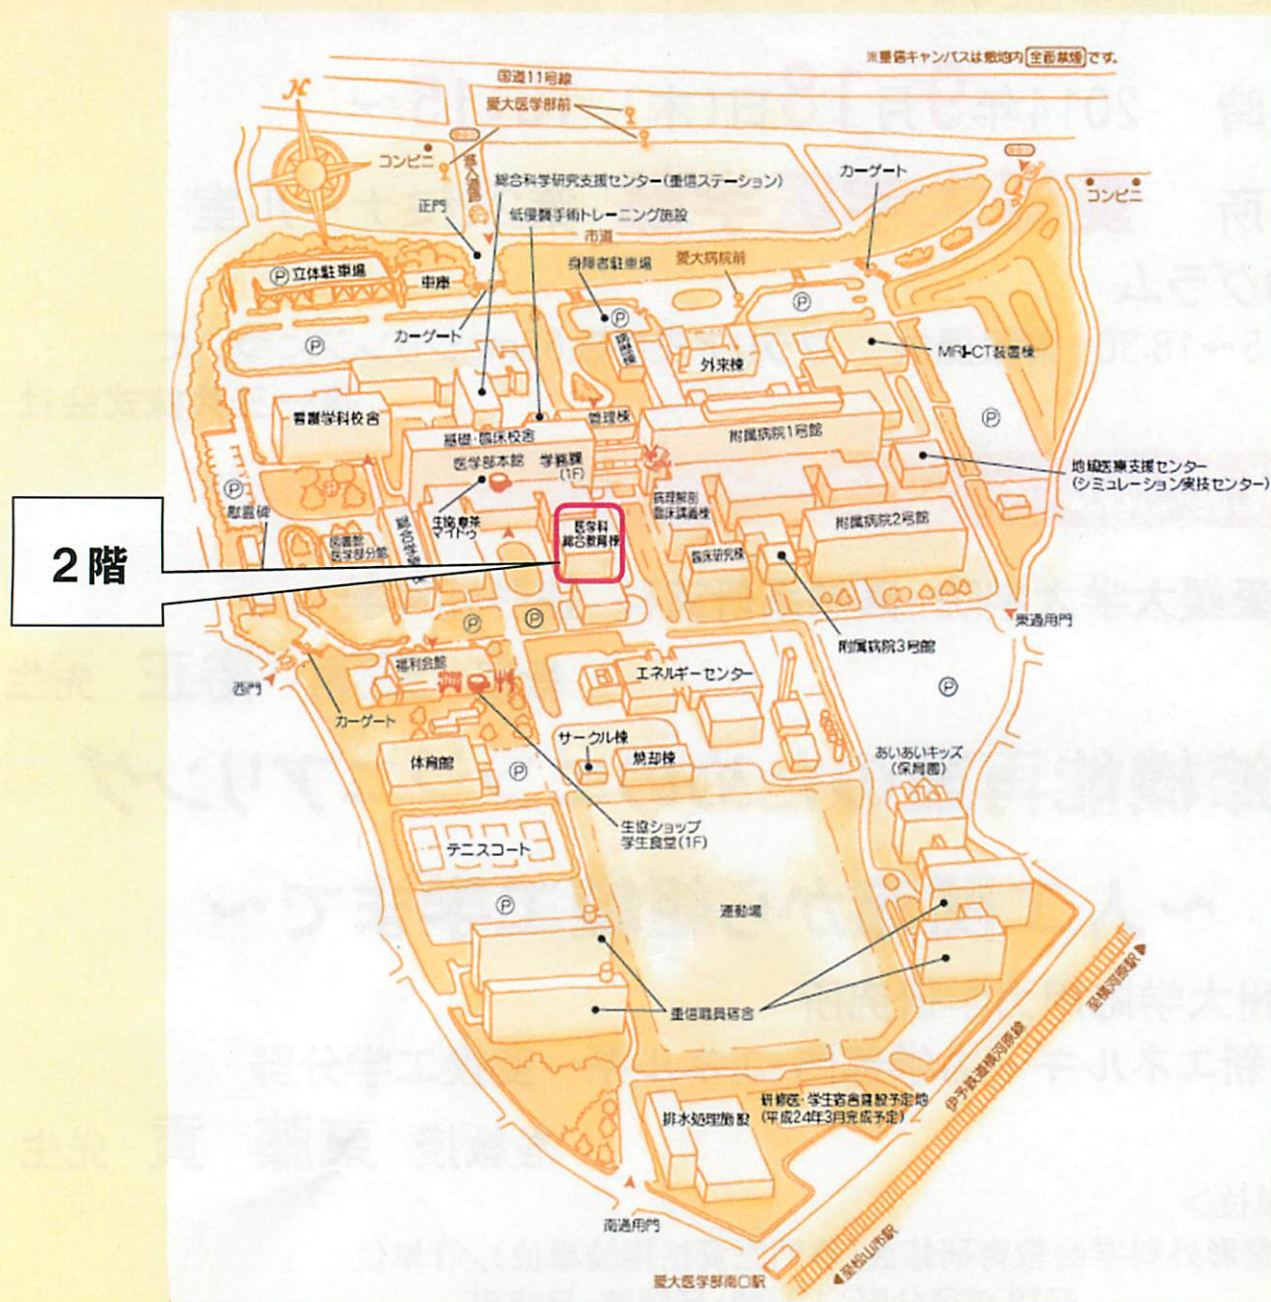 ※重信キャンパスは敷地内全面禁煙です。
国道11号線
愛大医学部前
コンビニ
総合科学研究支援センター(重信ステーション)
カーゲート
コンビニ
正門
低侵襲手術トレーニング施設
市道
身障者駐車場
愛大病院前
P 立体駐車場
車庫
P
P
カーゲート
P
外来棟
MRI-CT装置棟
看護学科校舎
管理棟
P
基礎・臨床校舎
附属病院1号館
医学部本館 学務課
(1F)
地域医療支援センター
(シミュレーション実技センター)
P
慰霊碑
生協喫茶
マイドゥ
病理解剖
臨床講義棟
附属病院2号館
図書館
医学部分館
医学科
総合教育棟
臨床研究棟
2階
P
P
東通用門
附属病院3号館
福利会館
エネルギーセンター
西門
P
カーゲート
サークル棟
体育館
P
焼却棟
あいあいキッズ
(保育園)
生協ショップ
学生食堂(1F)
テニスコート
P
運動場
重信職員宿舎
至横河原駅
伊予鉄道横河原線
研修医・学生宿舎建設予定地
(平成24年3月完成予定)
排水処理施設
南通用門
至松山市駅
愛大医学部南口駅